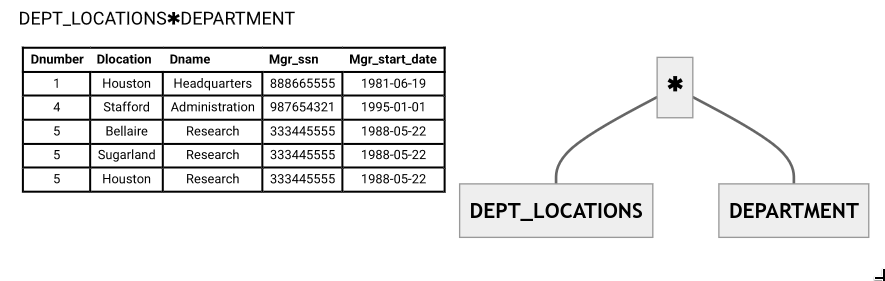 DEPT_LOCATIONS✱DEPARTMENT
Dnumber Dlocation Dname Mgr_ssn Mgr_start_date
1 Houston Headquarters 888665555 1981-06-19
4 Stafford Administration 987654321 1995-01-01
5 Bellaire Research 333445555 1988-05-22
5 Sugarland Research 333445555 1988-05-22
5 Houston Research 333445555 1988-05-22
✱
DEPT_LOCATIONS DEPARTMENT